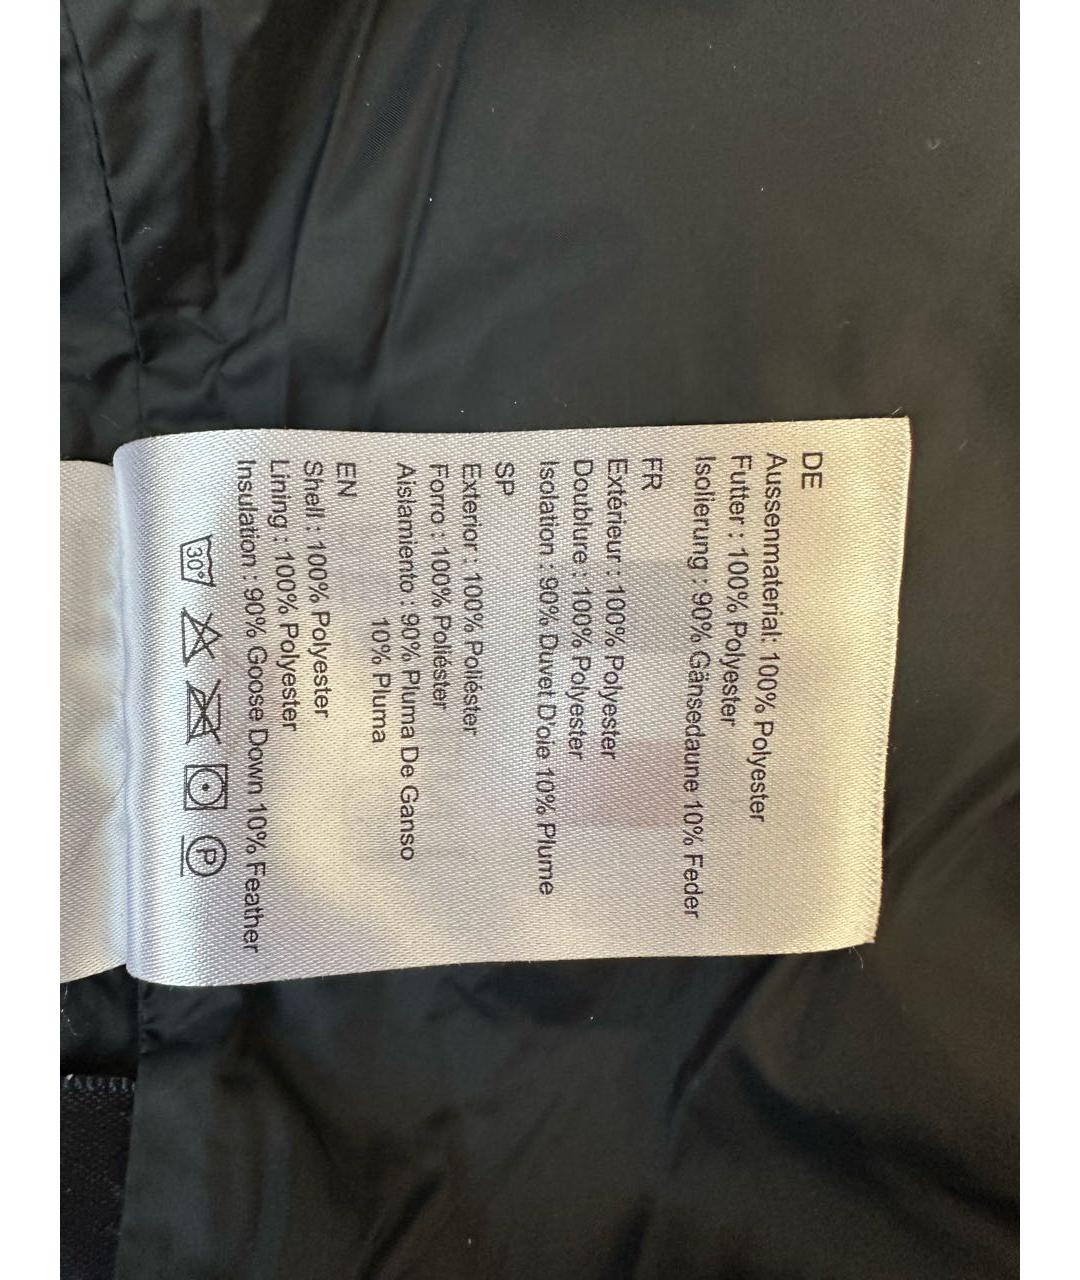 DE
Aussenmaterial: 100% Polyester
Futter : 100% Polyester
Isolierung : 90% Gänsedaune 10% Feder
FR
Extérieur : 100% Polyester
Doublure : 100% Polyester
Isolation : 90% Duvet D'oie 10% Plume
SP
Exterior : 100% Poliéster
Forro : 100% Poliéster
Aislamiento : 90% Pluma De Ganso
10% Pluma
EN
Shell : 100% Polyester
Lining : 100% Polyester
Insulation : 90% Goose Down 10% Feather
30° P